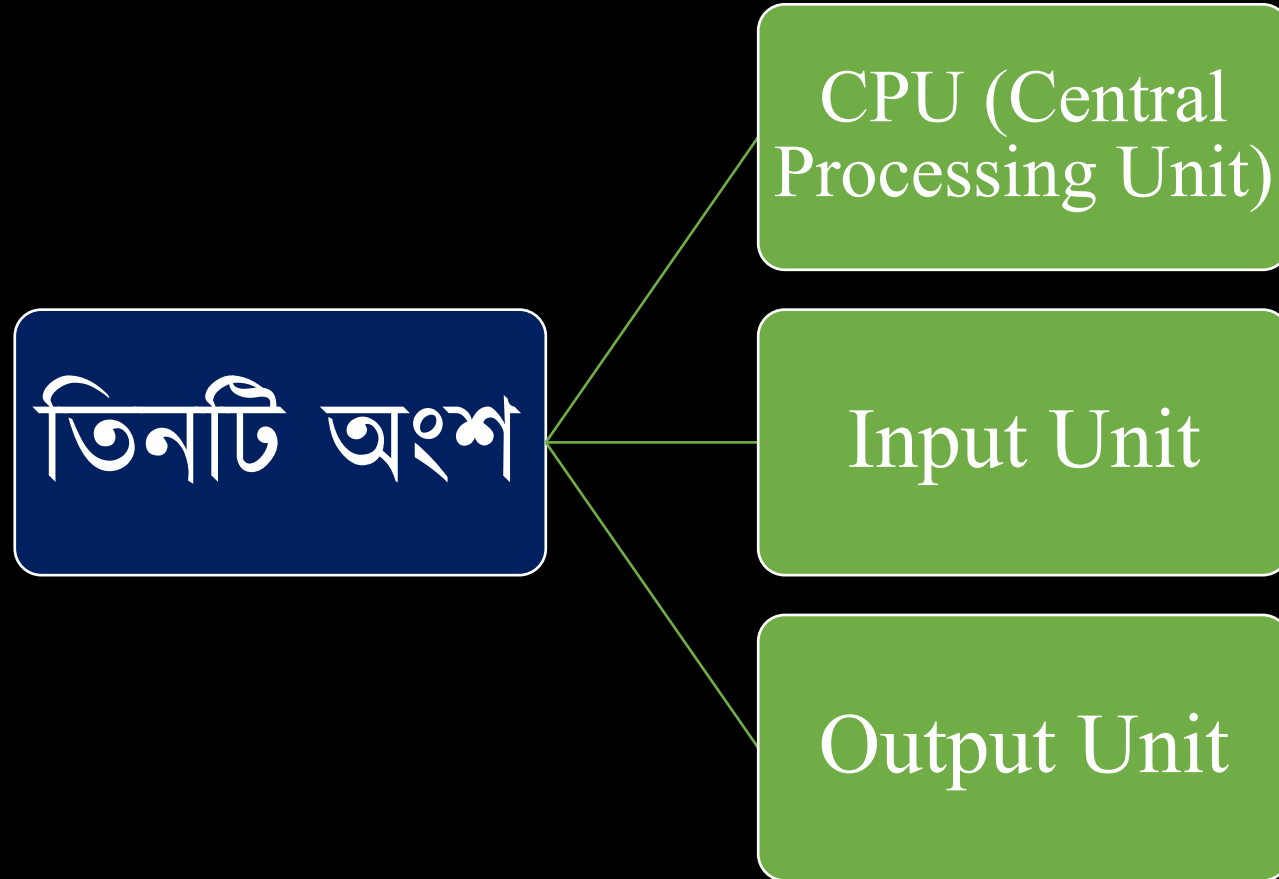 CPU (Central
Processing Unit)
তিনটি অংশ
Input Unit
Output Unit